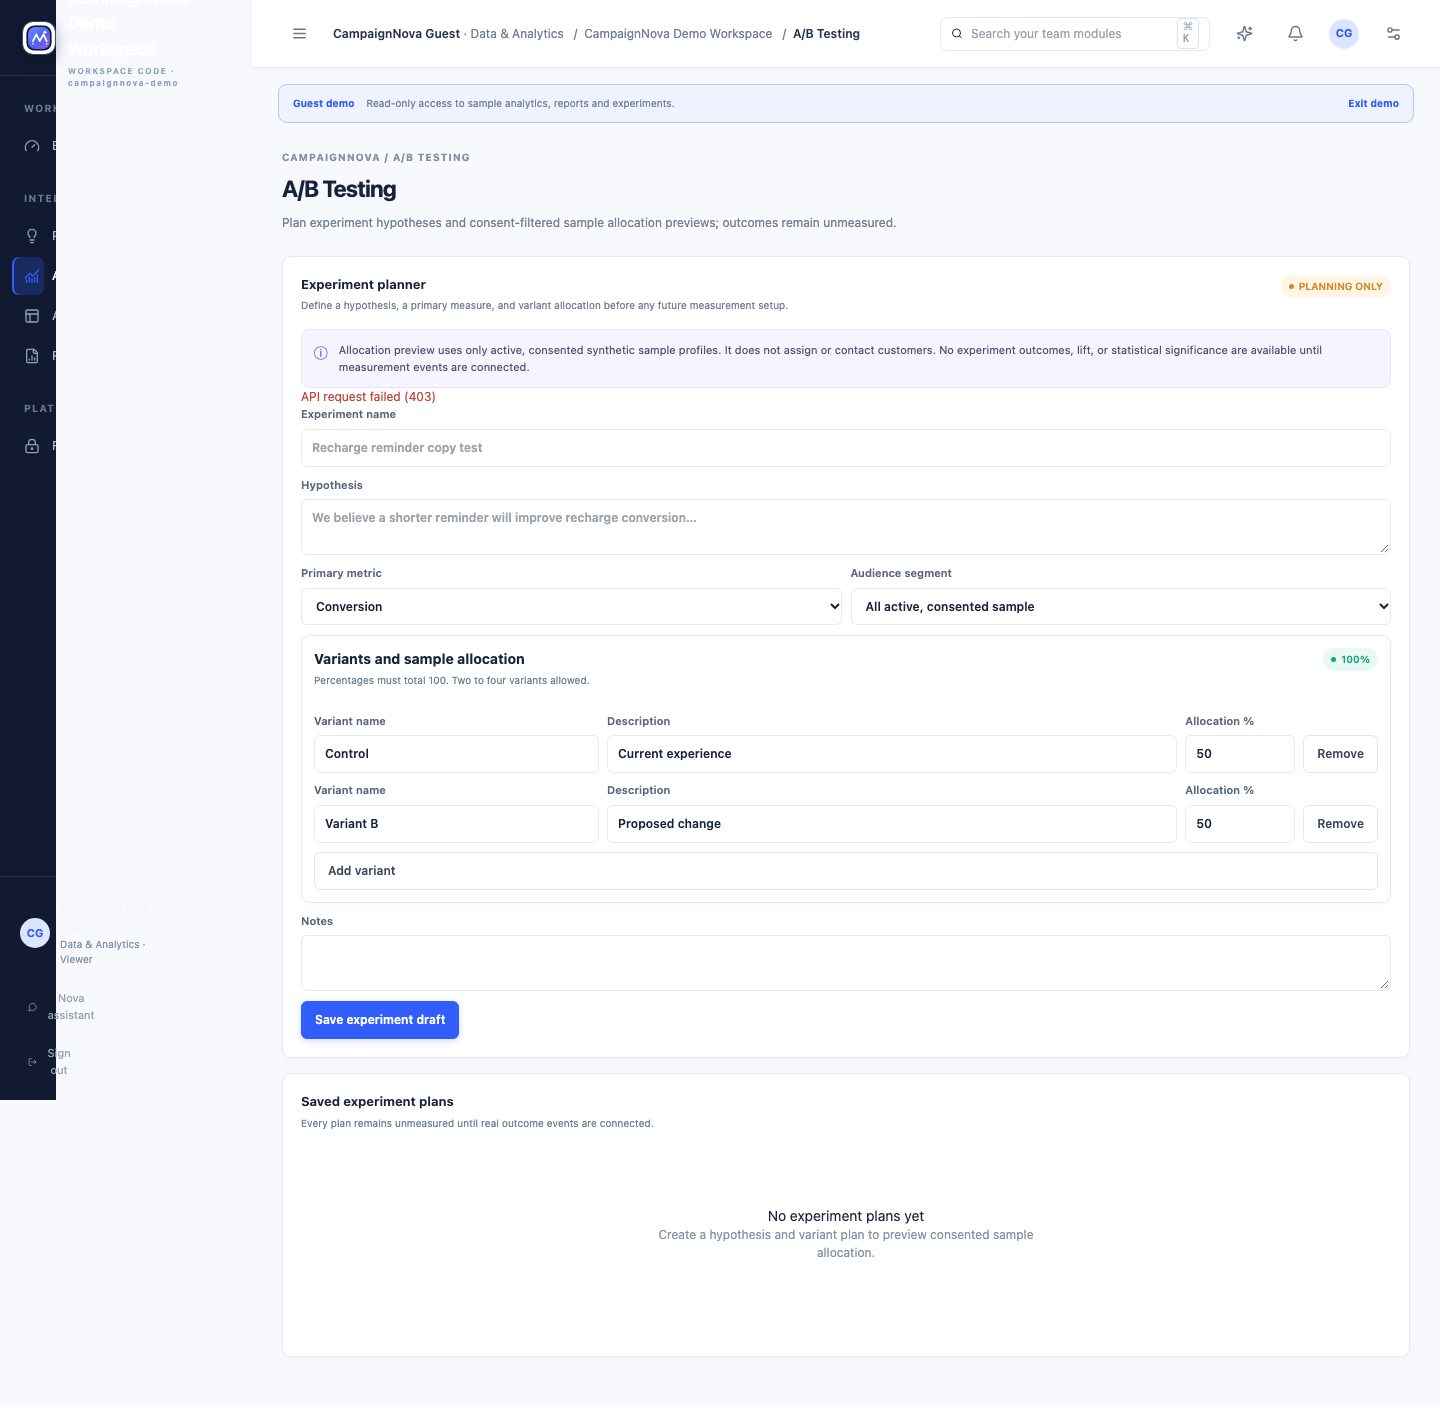 CampaignNova
Demo
Workspace
WORKSPACE CODE ·
campaignnova-demo
WORK
INTEL
PLAT
CampaignNova
Guest
CG
Data & Analytics ·
Viewer
Nova
assistant
Sign
out
CampaignNova Guest · Data & Analytics / CampaignNova Demo Workspace / A/B Testing
Search your team modules
⌘
K
CG
Guest demo Read-only access to sample analytics, reports and experiments. Exit demo
CAMPAIGNNOVA / A/B TESTING
A/B Testing
Plan experiment hypotheses and consent-filtered sample allocation previews; outcomes remain unmeasured.
Experiment planner
PLANNING ONLY
Define a hypothesis, a primary measure, and variant allocation before any future measurement setup.
Allocation preview uses only active, consented synthetic sample profiles. It does not assign or contact customers. No experiment outcomes, lift, or statistical significance are available until
measurement events are connected.
API request failed (403)
Experiment name
Recharge reminder copy test
Hypothesis
We believe a shorter reminder will improve recharge conversion...
Primary metric Audience segment
Conversion All active, consented sample
Variants and sample allocation
100%
Percentages must total 100. Two to four variants allowed.
Variant name Description Allocation %
Control Current experience 50 Remove
Variant name Description Allocation %
Variant B Proposed change 50 Remove
Add variant
Notes
Save experiment draft
Saved experiment plans
Every plan remains unmeasured until real outcome events are connected.
No experiment plans yet
Create a hypothesis and variant plan to preview consented sample
allocation.